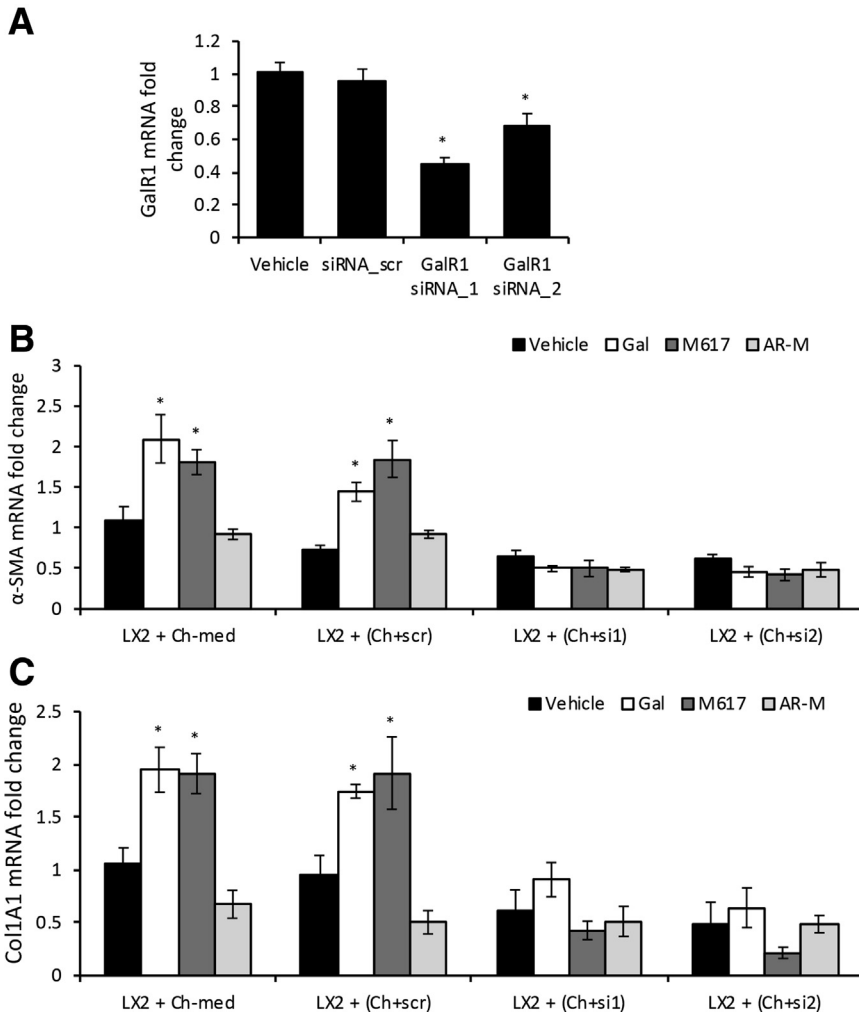 A
GalR1 mRNA fold
change
1.2
1
0.8
0.6
0.4
0.2
0
*
*
Vehicle
siRNA_scr
GalR1
siRNA_1
GalR1
siRNA_2
B
Vehicle Gal M617 AR-M
α-SMA mRNA fold change
3
2.5
2
1.5
1
0.5
0
*
*
*
*
LX2 + Ch-med
LX2 + (Ch+scr)
LX2 + (Ch+si1)
LX2 + (Ch+si2)
C
Vehicle Gal M617 AR-M
Col1A1 mRNA fold change
2.5
2
1.5
1
0.5
0
*
*
*
*
LX2 + Ch-med
LX2 + (Ch+scr)
LX2 + (Ch+si1)
LX2 + (Ch+si2)